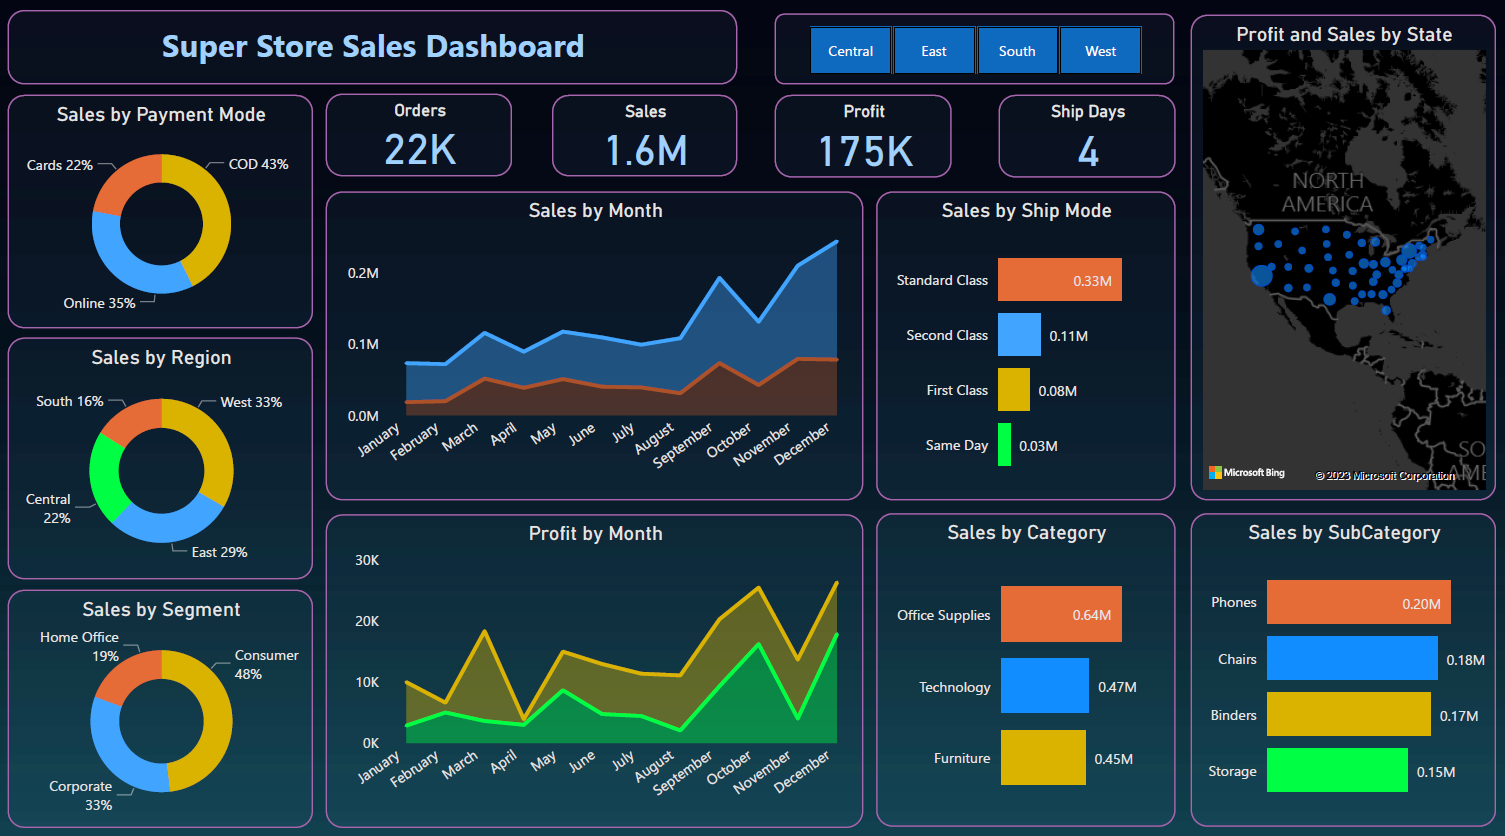 Super Store Sales Dashboard
Central
East
South
West
Profit and Sales by State
NORTH
AMERICA
SO
AME
Microsoft Bing
© 2023 Microsoft Corporation
Sales by Payment Mode
Cards 22%
COD 43%
Online 35%
Orders
22K
Sales
1.6M
Profit
175K
Ship Days
4
Sales by Month
0.2M
0.1M
0.0M
January
February
March
April
May
June
July
August
September
October
November
December
Sales by Ship Mode
Standard Class
0.33M
Second Class
0.11M
First Class
0.08M
Same Day
0.03M
Sales by Region
South 16%
West 33%
Central
22%
East 29%
Sales by Segment
Home Office
19%
Consumer
48%
Corporate
33%
Profit by Month
30K
20K
10K
0K
January
February
March
April
May
June
July
August
September
October
November
December
Sales by Category
Office Supplies
0.64M
Technology
0.47M
Furniture
0.45M
Sales by SubCategory
Phones
0.20M
Chairs
0.18M
Binders
0.17M
Storage
0.15M